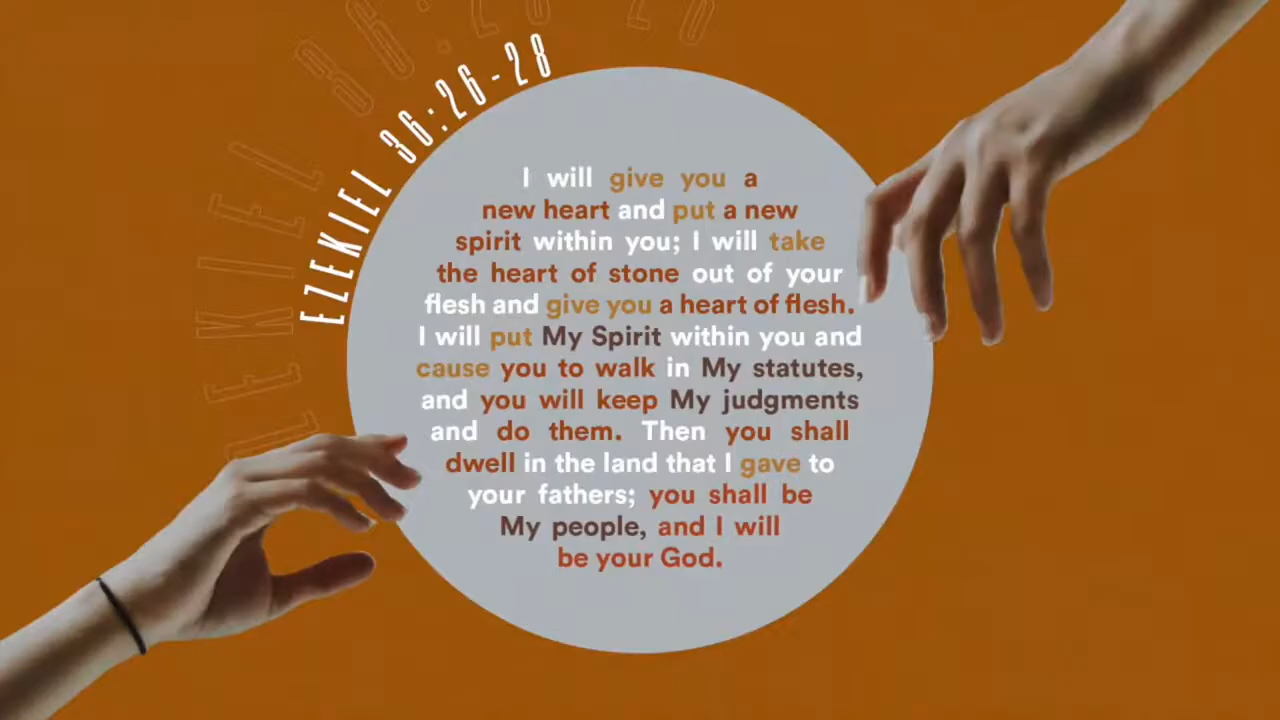 EZEKIEL 36:26-28
EZEKIEL 36:26-28
I will give you a
new heart and put a new
spirit within you; I will take
the heart of stone out of your
flesh and give you a heart of flesh.
I will put My Spirit within you and
cause you to walk in My statutes,
and you will keep My judgments
and do them. Then you shall
dwell in the land that I gave to
your fathers; you shall be
My people, and I will
be your God.